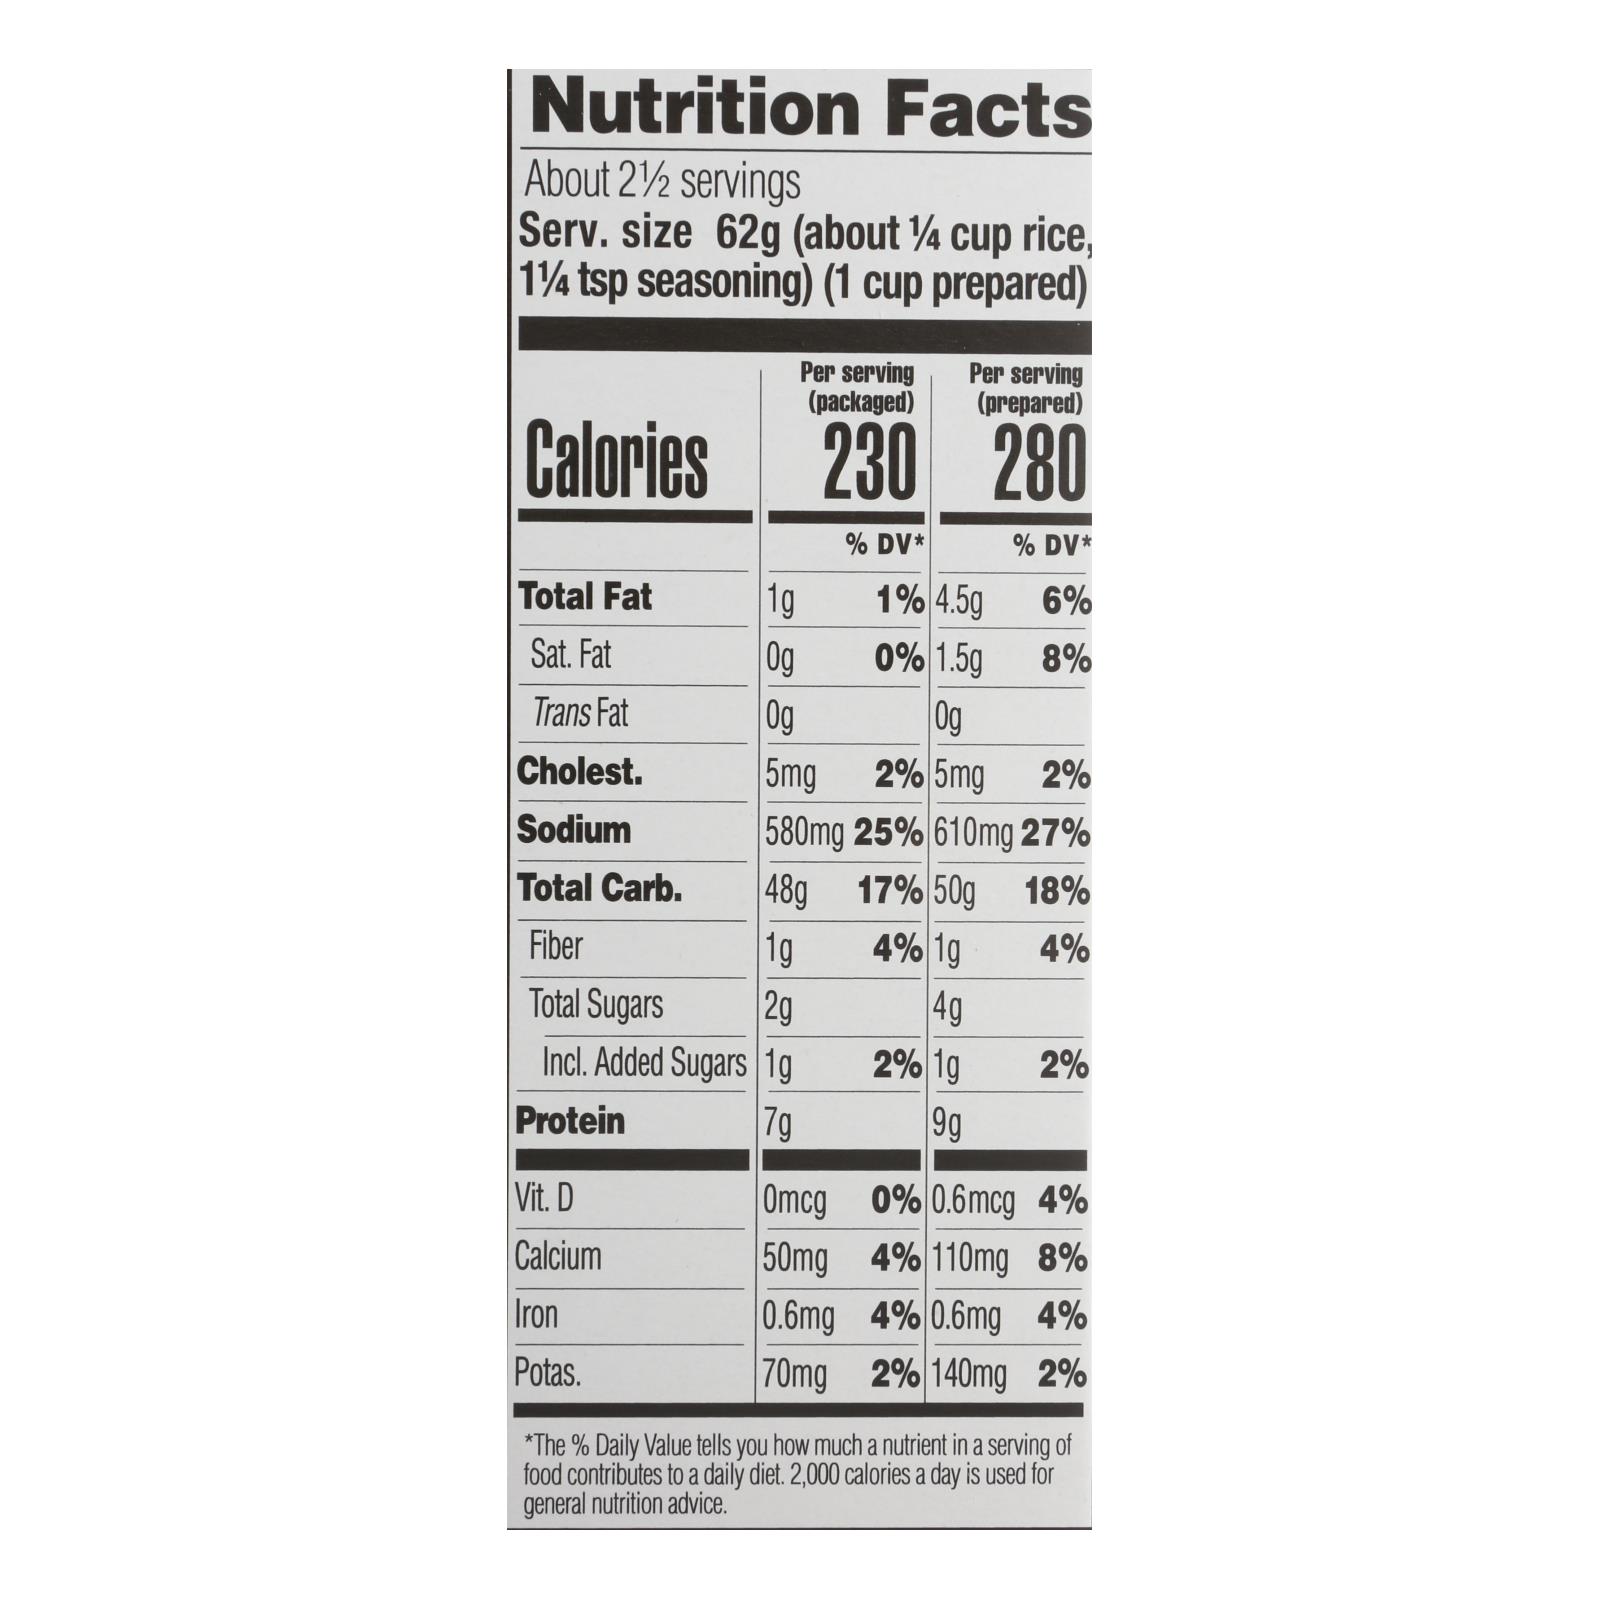 Nutrition Facts
About 2½ servings
Serv. size 62g (about ¼ cup rice,
1¼ tsp seasoning) (1 cup prepared)
Per serving Per serving
(packaged) (prepared)
Calories 230 280
% DV* % DV*
Total Fat 1g 1% 4.5g 6%
Sat. Fat 0g 0% 1.5g 8%
Trans Fat 0g 0g
Cholest. 5mg 2% 5mg 2%
Sodium 580mg 25% 610mg 27%
Total Carb. 48g 17% 50g 18%
Fiber 1g 4% 1g 4%
Total Sugars 2g 4g
Incl. Added Sugars 1g 2% 1g 2%
Protein 7g 9g
Vit. D 0mcg 0% 0.6mcg 4%
Calcium 50mg 4% 110mg 8%
Iron 0.6mg 4% 0.6mg 4%
Potas. 70mg 2% 140mg 2%
*The % Daily Value tells you how much a nutrient in a serving of
food contributes to a daily diet. 2,000 calories a day is used for
general nutrition advice.